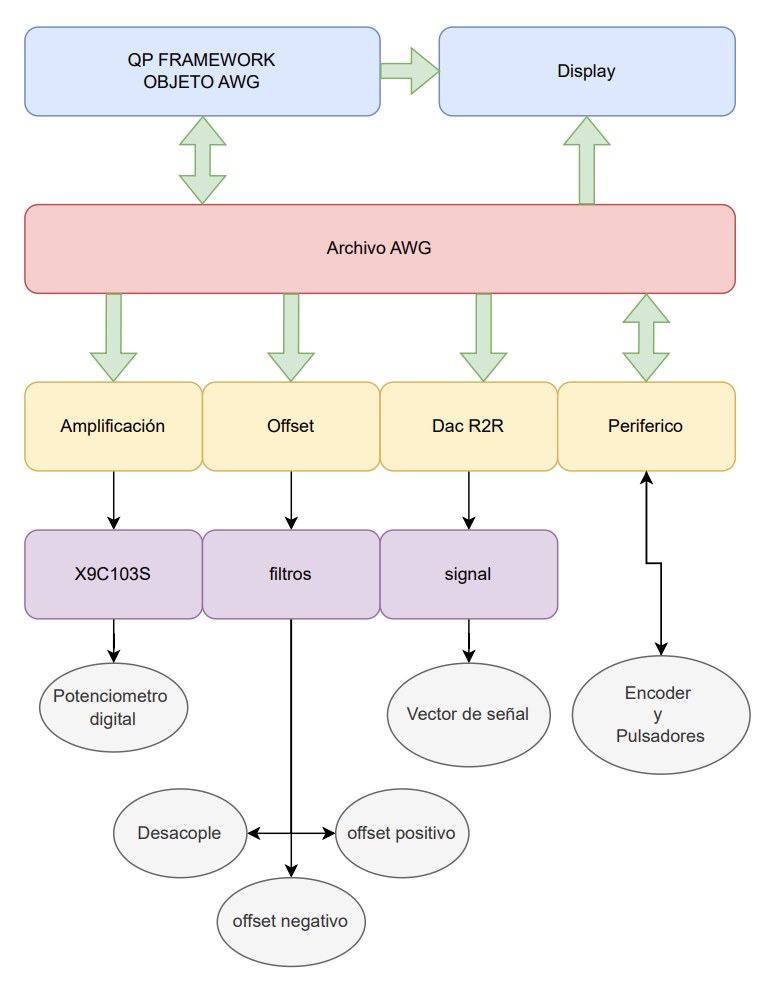 QP FRAMEWORK
OBJETO AWG
Display
Archivo AWG
Amplificación
Offset
Dac R2R
Periferico
X9C103S
filtros
signal
Potenciometro
digital
Vector de señal
Encoder
y
Pulsadores
Desacople
offset positivo
offset negativo